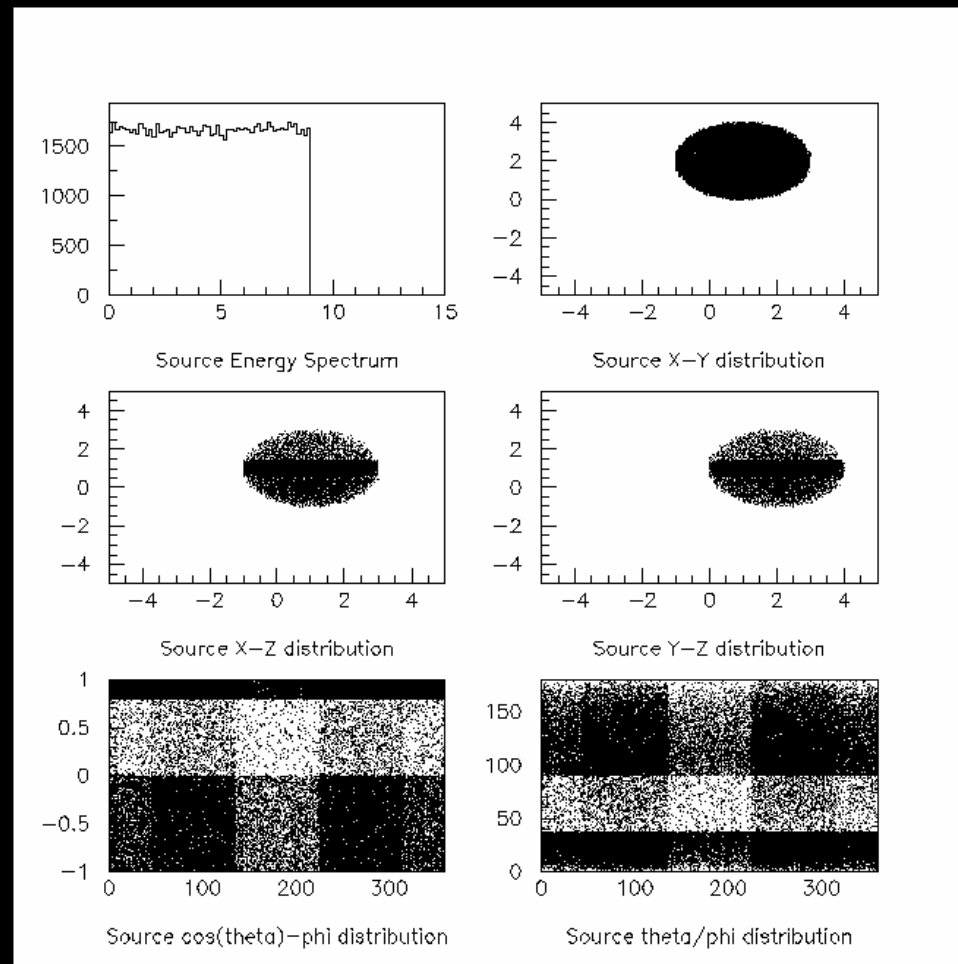 1500
1000
500
0
0 5 10 15
Source Energy Spectrum
4
2
0
−2
−4
−4 −2 0 2 4
Source X−Y distribution
4
2
0
−2
−4
−4 −2 0 2 4
Source X−Z distribution
4
2
0
−2
−4
−4 −2 0 2 4
Source Y−Z distribution
1
0.5
0
−0.5
−1
0 100 200 300
Source cos(theta)−phi distribution
150
100
50
0
0 100 200 300
Source theta/phi distribution